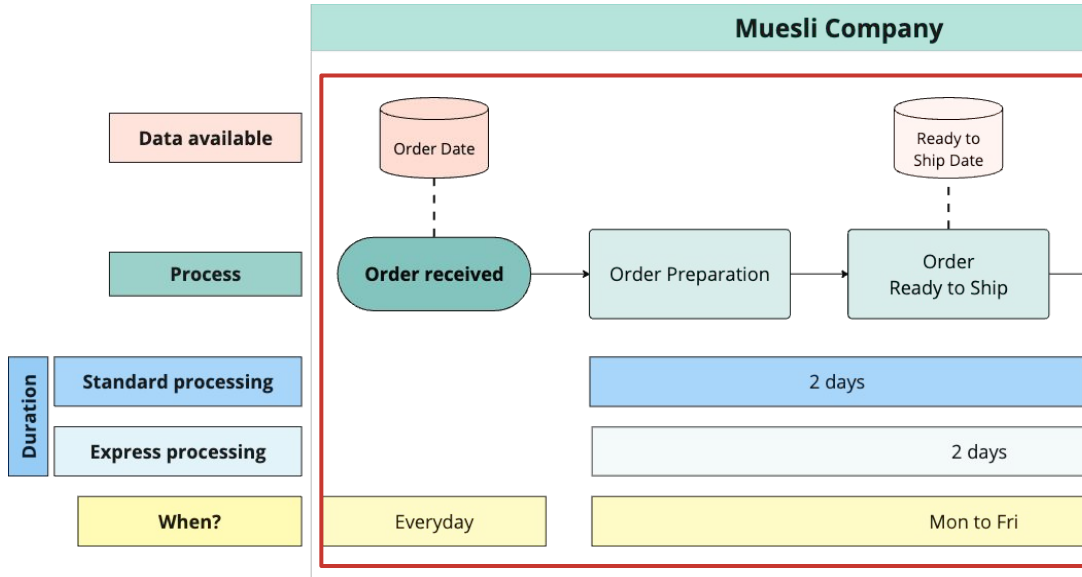 Muesli Company
Data available
Order Date
Ready to
Ship Date
Process
Order received
Order Preparation
Order
Ready to Ship
Duration
Standard processing
2 days
Express processing
2 days
When?
Everyday
Mon to Fri